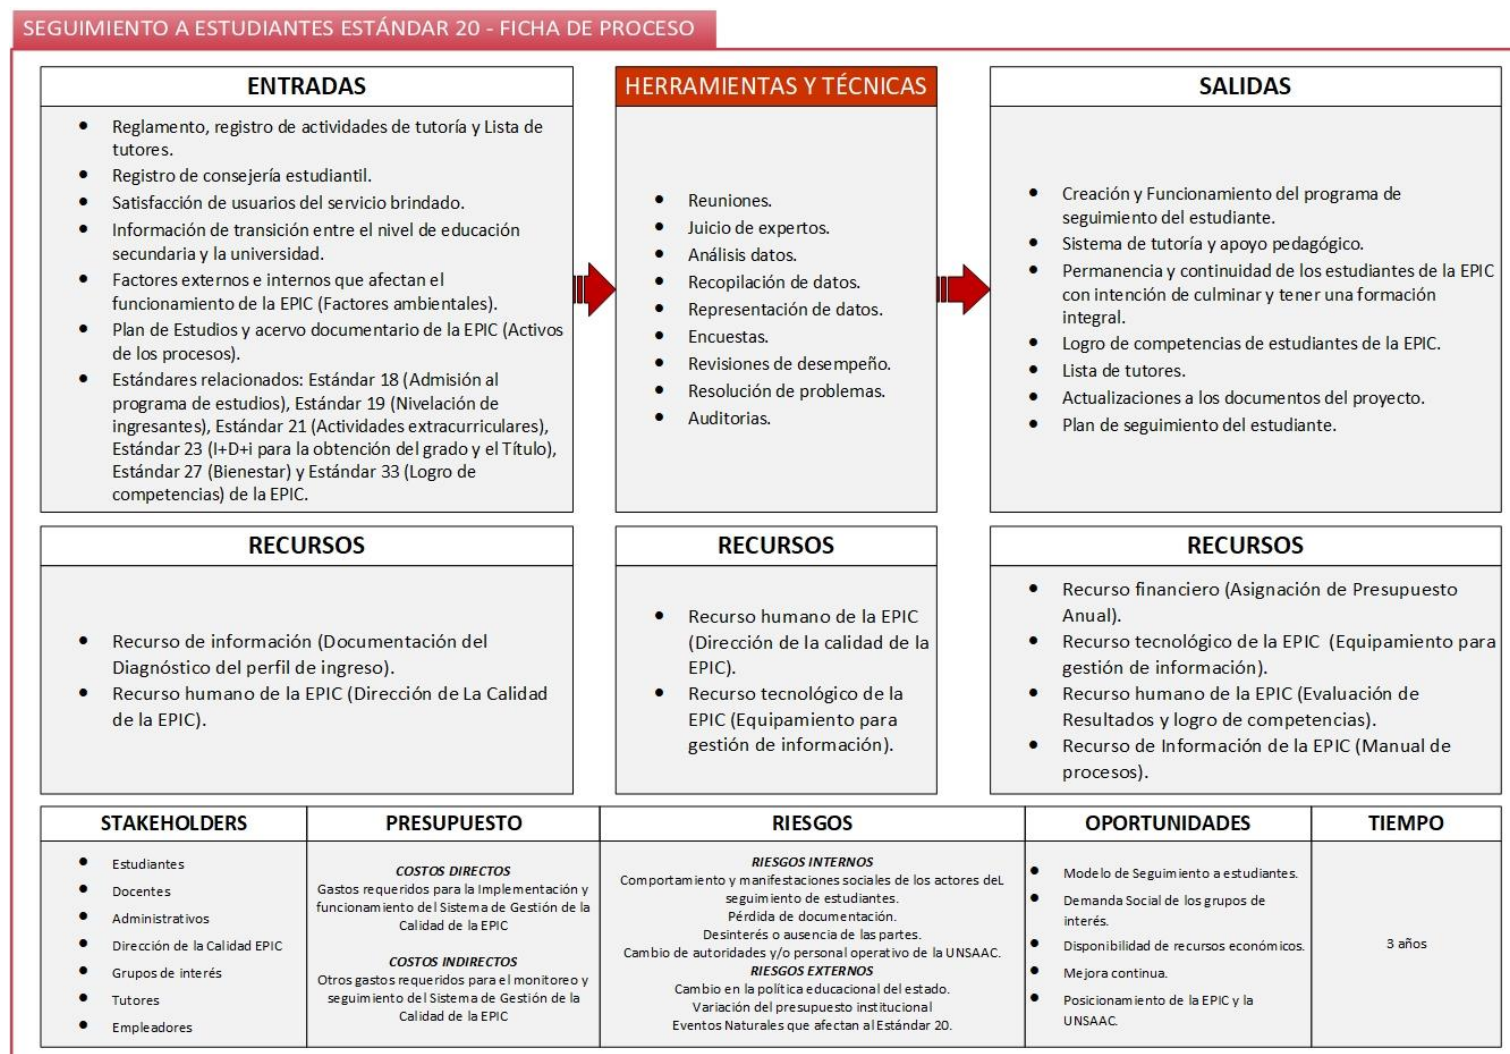 SEGUIMIENTO A ESTUDIANTES ESTÁNDAR 20 - FICHA DE PROCESO
ENTRADAS
• Reglamento, registro de actividades de tutoría y Lista de
tutores.
• Registro de consejería estudiantil.
• Satisfacción de usuarios del servicio brindado.
• Información de transición entre el nivel de educación
secundaria y la universidad.
• Factores externos e internos que afectan el
funcionamiento de la EPIC (Factores ambientales).
• Plan de Estudios y acervo documentario de la EPIC (Activos
de los procesos).
• Estándares relacionados: Estándar 18 (Admisión al
programa de estudios), Estándar 19 (Nivelación de
ingresantes), Estándar 21 (Actividades extracurriculares),
Estándar 23 (I+D+i para la obtención del grado y el Título),
Estándar 27 (Bienestar) y Estándar 33 (Logro de
competencias) de la EPIC.
HERRAMIENTAS Y TÉCNICAS
• Reuniones.
• Juicio de expertos.
• Análisis datos.
• Recopilación de datos.
• Representación de datos.
• Encuestas.
• Revisiones de desempeño.
• Resolución de problemas.
• Auditorias.
SALIDAS
• Creación y Funcionamiento del programa de
seguimiento del estudiante.
• Sistema de tutoría y apoyo pedagógico.
• Permanencia y continuidad de los estudiantes de la EPIC
con intención de culminar y tener una formación
integral.
• Logro de competencias de estudiantes de la EPIC.
• Lista de tutores.
• Actualizaciones a los documentos del proyecto.
• Plan de seguimiento del estudiante.
RECURSOS
• Recurso de información (Documentación del
Diagnóstico del perfil de ingreso).
• Recurso humano de la EPIC (Dirección de La Calidad
de la EPIC).
RECURSOS
• Recurso humano de la EPIC
(Dirección de la calidad de la
EPIC).
• Recurso tecnológico de la
EPIC (Equipamiento para
gestión de información).
RECURSOS
• Recurso financiero (Asignación de Presupuesto
Anual).
• Recurso tecnológico de la EPIC (Equipamiento para
gestión de información).
• Recurso humano de la EPIC (Evaluación de
Resultados y logro de competencias).
• Recurso de Información de la EPIC (Manual de
procesos).
STAKEHOLDERS
• Estudiantes
• Docentes
• Administrativos
• Dirección de la Calidad EPIC
• Grupos de interés
• Tutores
• Empleadores
PRESUPUESTO
COSTOS DIRECTOS
Gastos requeridos para la Implementación y
funcionamiento del Sistema de Gestión de la
Calidad de la EPIC
COSTOS INDIRECTOS
Otros gastos requeridos para el monitoreo y
seguimiento del Sistema de Gestión de la
Calidad de la EPIC
RIESGOS
RIESGOS INTERNOS
Comportamiento y manifestaciones sociales de los actores deL
seguimiento de estudiantes.
Pérdida de documentación.
Desinterés o ausencia de las partes.
Cambio de autoridades y/o personal operativo de la UNSAAC.
RIESGOS EXTERNOS
Cambio en la política educacional del estado.
Variación del presupuesto institucional
Eventos Naturales que afectan al Estándar 20.
OPORTUNIDADES
• Modelo de Seguimiento a estudiantes.
• Demanda Social de los grupos de
interés.
• Disponibilidad de recursos económicos.
• Mejora continua.
• Posicionamiento de la EPIC y la
UNSAAC.
TIEMPO
3 años